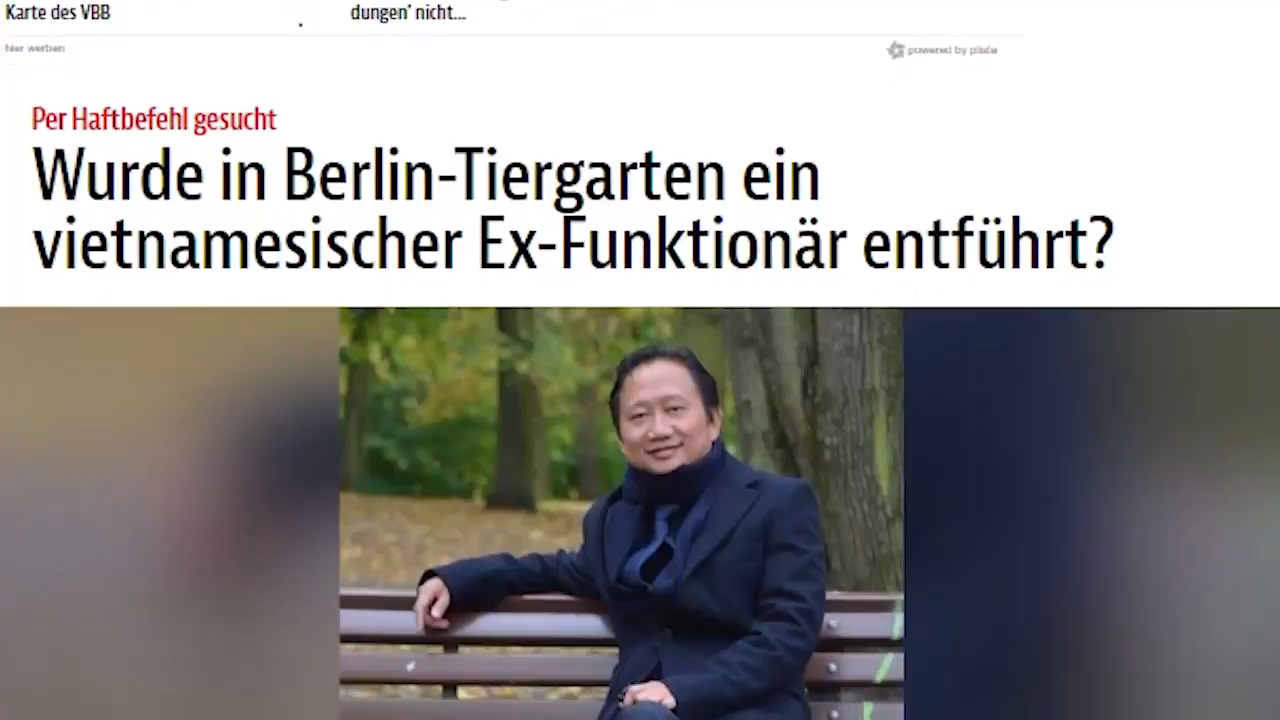 Karte des VBB
dungen' nicht...
hier werben
powered by plista
Per Haftbefehl gesucht
Wurde in Berlin-Tiergarten ein
vietnamesischer Ex-Funktionär entführt?